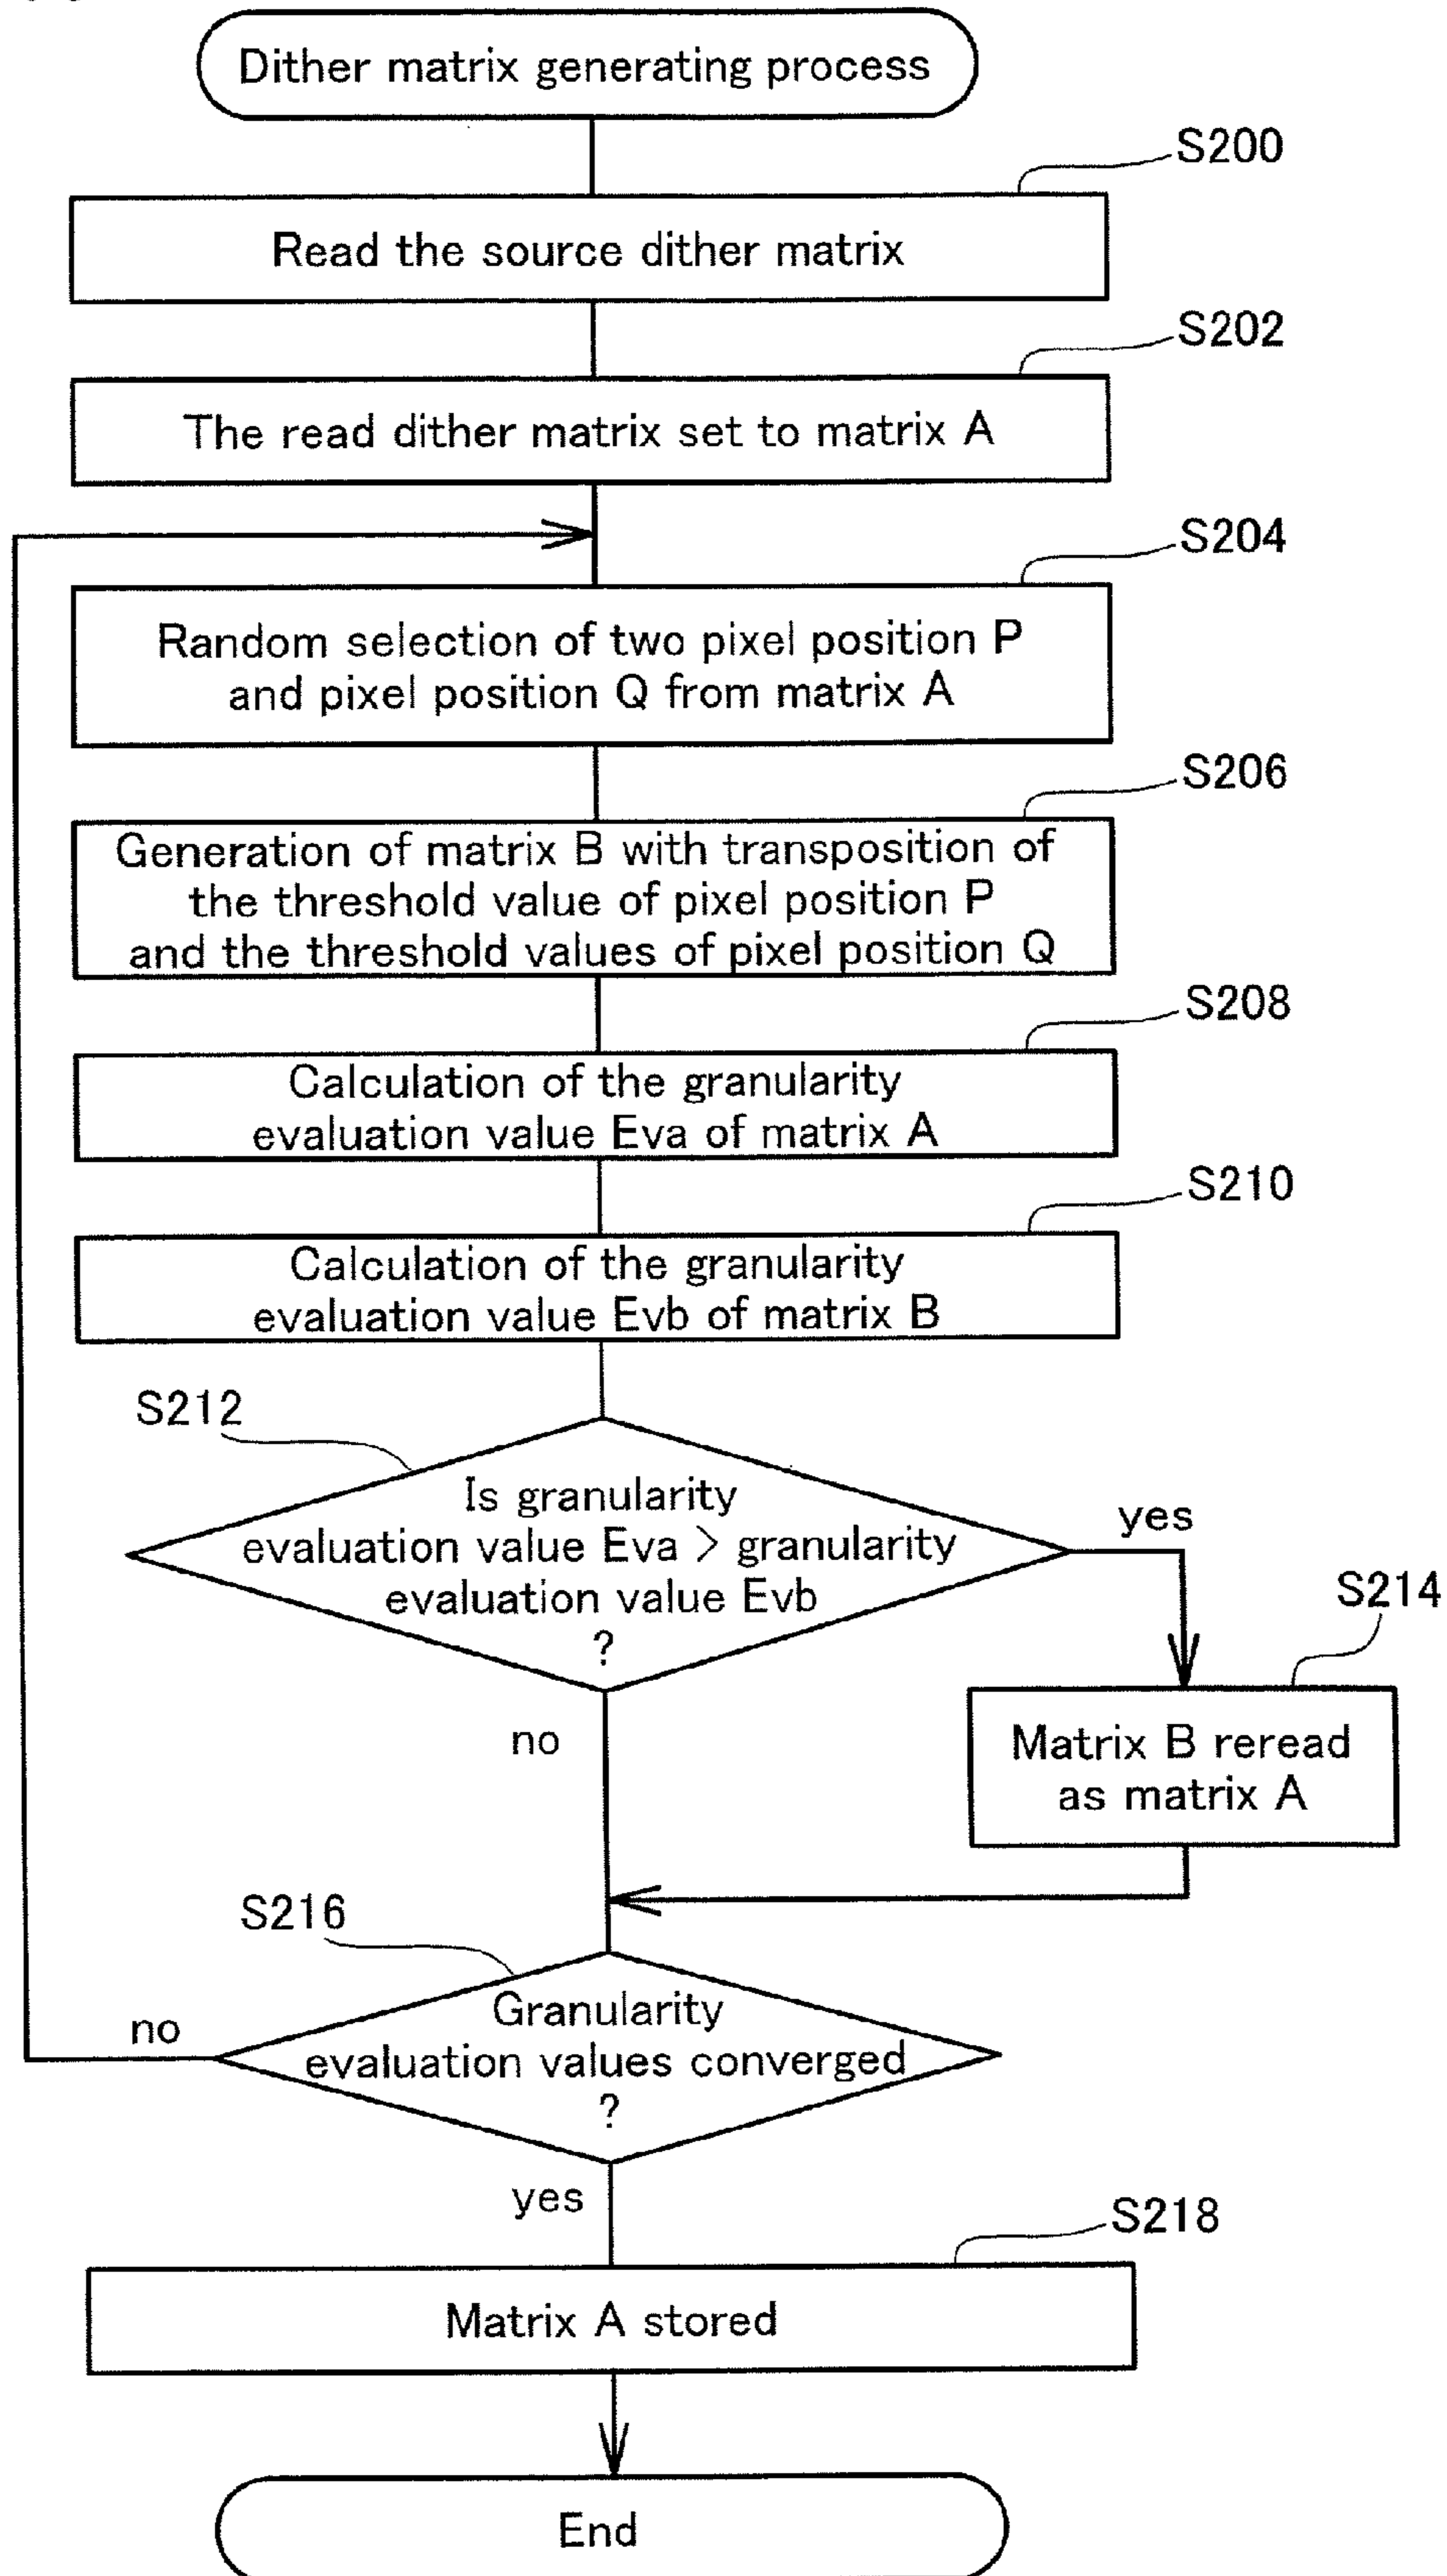 Dither matrix generating process
S200
Read the source dither matrix
S202
The read dither matrix set to matrix A
S204
Random selection of two pixel position P
and pixel position Q from matrix A
S206
Generation of matrix B with transposition of
the threshold value of pixel position P
and the threshold values of pixel position Q
S208
Calculation of the granularity
evaluation value Eva of matrix A
S210
Calculation of the granularity
evaluation value Evb of matrix B
S212
Is granularity
evaluation value Eva > granularity
evaluation value Evb
?
yes
S214
Matrix B reread
as matrix A
no
S216
Granularity
evaluation values converged
?
no
yes
S218
Matrix A stored
End